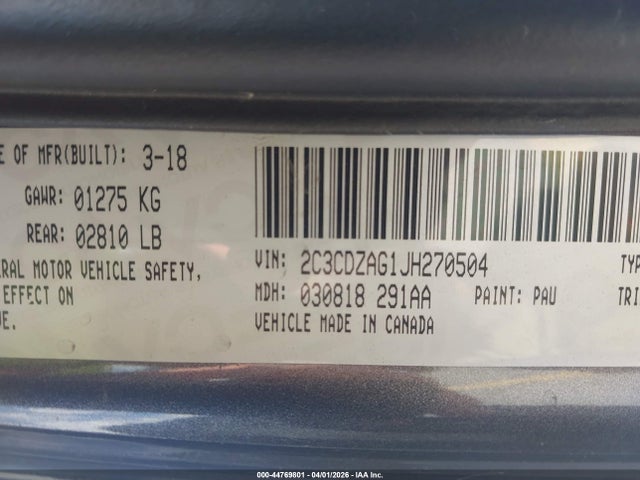 E OF MFR(BUILT): 3-18
GAWR: 01275 KG
REAR: 02810 LB
ERAL MOTOR VEHICLE SAFETY,
EFFECT ON
E.
VIN: 2C3CDZAG1JH270504
TYP
MDH: 030818 291AA PAINT: PAU
TRI
VEHICLE MADE IN CANADA
000-44769801 - 04/01/2026 - IAA Inc.